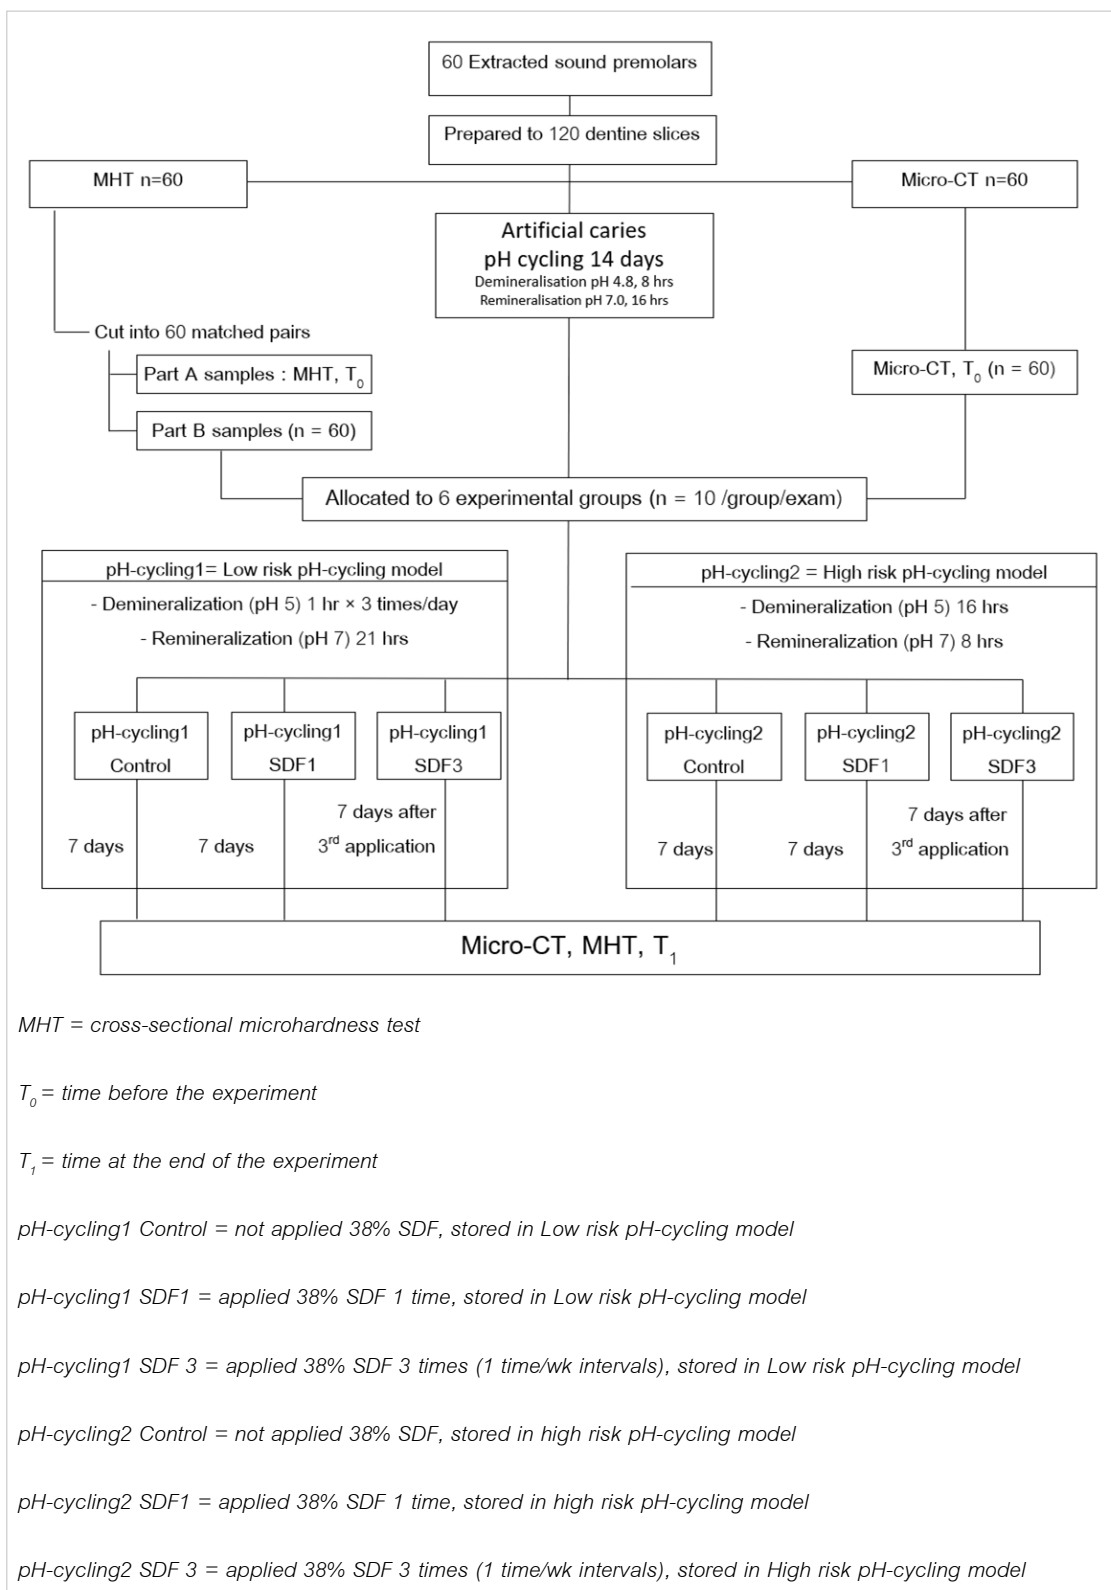 60 Extracted sound premolars
Prepared to 120 dentine slices
MHT n=60
Micro-CT n=60
Artificial caries
pH cycling 14 days
Demineralisation pH 4.8, 8 hrs
Remineralisation pH 7.0, 16 hrs
Cut into 60 matched pairs
Part A samples : MHT, T0
Micro-CT, T0 (n = 60)
Part B samples (n = 60)
Allocated to 6 experimental groups (n = 10 /group/exam)
pH-cycling1= Low risk pH-cycling model
- Demineralization (pH 5) 1 hr × 3 times/day
- Remineralization (pH 7) 21 hrs
pH-cycling1
Control
pH-cycling1
SDF1
pH-cycling1
SDF3
7 days
7 days
7 days after
3rd application
pH-cycling2 = High risk pH-cycling model
- Demineralization (pH 5) 16 hrs
- Remineralization (pH 7) 8 hrs
pH-cycling2
Control
pH-cycling2
SDF1
pH-cycling2
SDF3
7 days
7 days
7 days after
3rd application
Micro-CT, MHT, T1
MHT = cross-sectional microhardness test
T0 = time before the experiment
T1 = time at the end of the experiment
pH-cycling1 Control = not applied 38% SDF, stored in Low risk pH-cycling model
pH-cycling1 SDF1 = applied 38% SDF 1 time, stored in Low risk pH-cycling model
pH-cycling1 SDF 3 = applied 38% SDF 3 times (1 time/wk intervals), stored in Low risk pH-cycling model
pH-cycling2 Control = not applied 38% SDF, stored in high risk pH-cycling model
pH-cycling2 SDF1 = applied 38% SDF 1 time, stored in high risk pH-cycling model
pH-cycling2 SDF 3 = applied 38% SDF 3 times (1 time/wk intervals), stored in High risk pH-cycling model